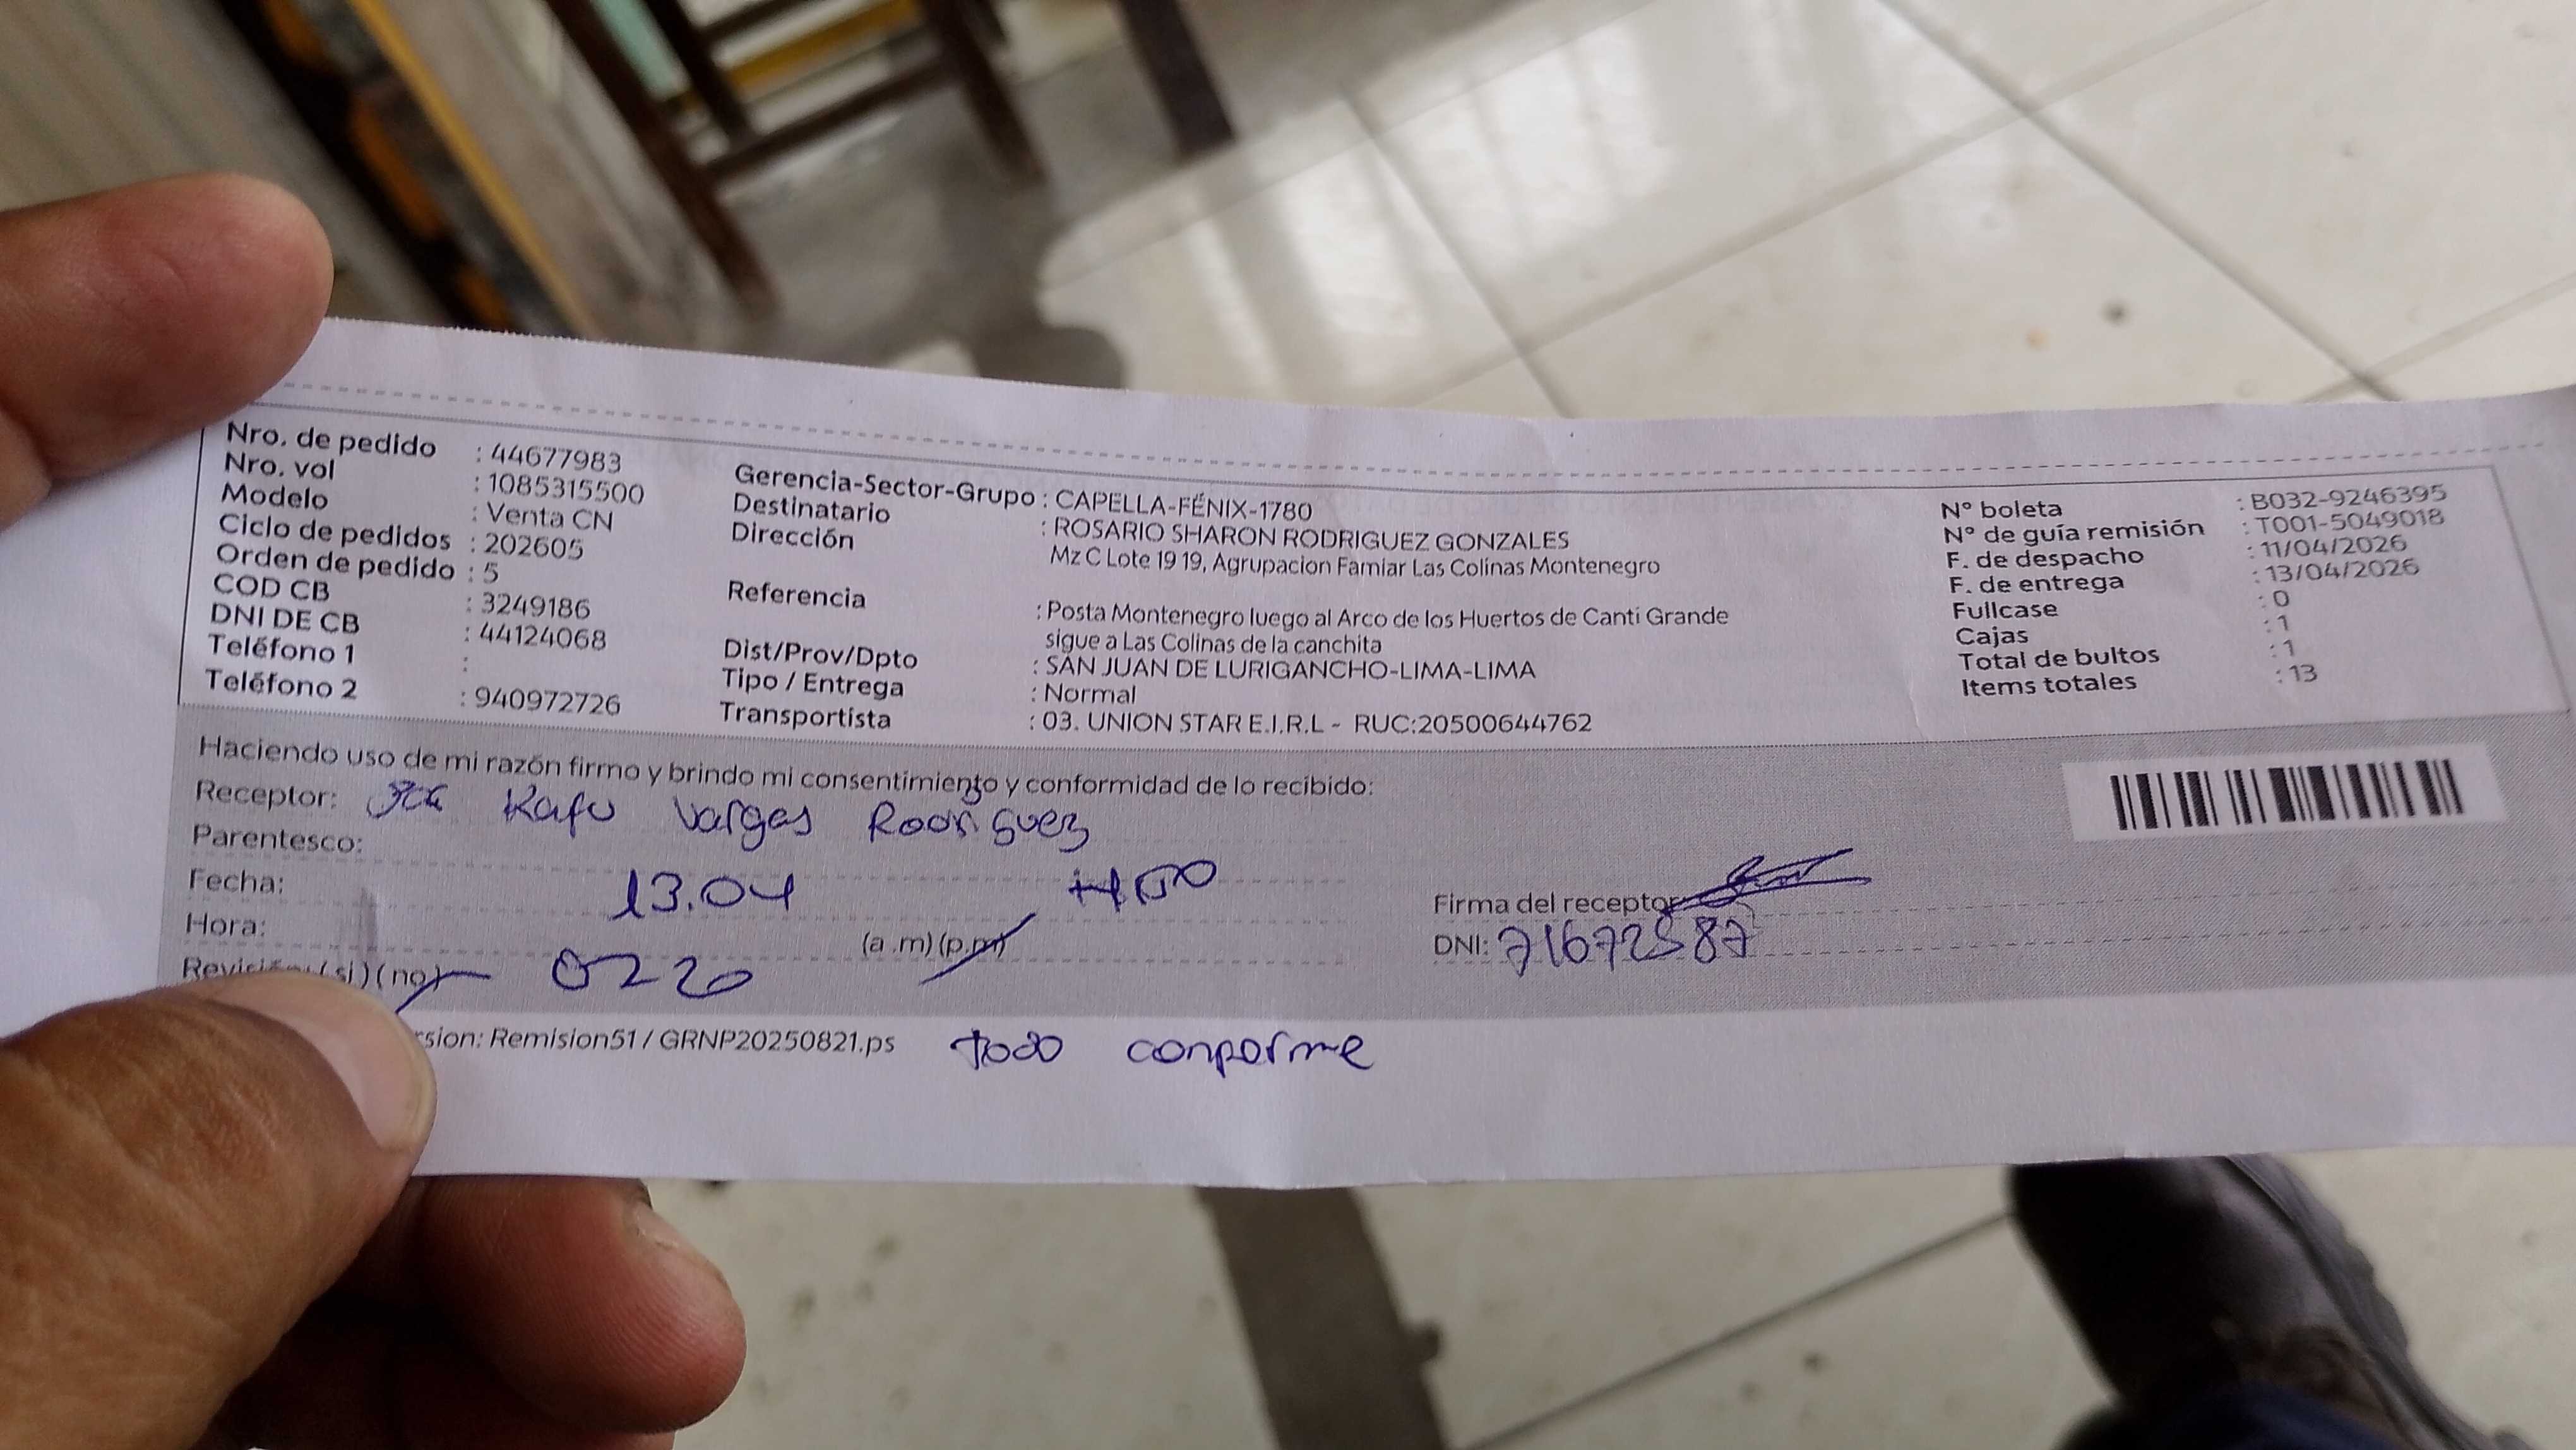 Nro. de pedido : 44677983
Nro. vol : 1085315500
Modelo : Venta CN
Ciclo de pedidos : 202605
Orden de pedido : 5
COD CB : 3249186
DNI DE CB : 44124068
Teléfono 1 :
Teléfono 2 : 940972726
Gerencia-Sector-Grupo : CAPELLA-FÉNIX-1780
Destinatario : ROSARIO SHARON RODRIGUEZ GONZALES
Dirección Mz C Lote 19 19, Agrupacion Famiar Las Colinas Montenegro
Referencia : Posta Montenegro luego al Arco de los Huertos de Canti Grande
sigue a Las Colinas de la canchita
Dist/Prov/Dpto : SAN JUAN DE LURIGANCHO-LIMA-LIMA
Tipo / Entrega : Normal
Transportista : 03. UNION STAR E.I.R.L - RUC:20500644762
N° boleta : B032-9246395
N° de guía remisión : T001-5049018
F. de despacho : 11/04/2026
F. de entrega : 13/04/2026
Fullcase : 0
Cajas : 1
Total de bultos : 1
Items totales : 13
Haciendo uso de mi razón firmo y brindo mi consentimiento y conformidad de lo recibido:
Receptor: Vargas Rodriguez
Parentesco:
Fecha: 13.04
Hora: 0220 (a .m) (p.m)
(si) (no)
Firma del receptor:
DNI: 71672587
rsion: Remision51 / GRNP20250821.ps
todo conporme